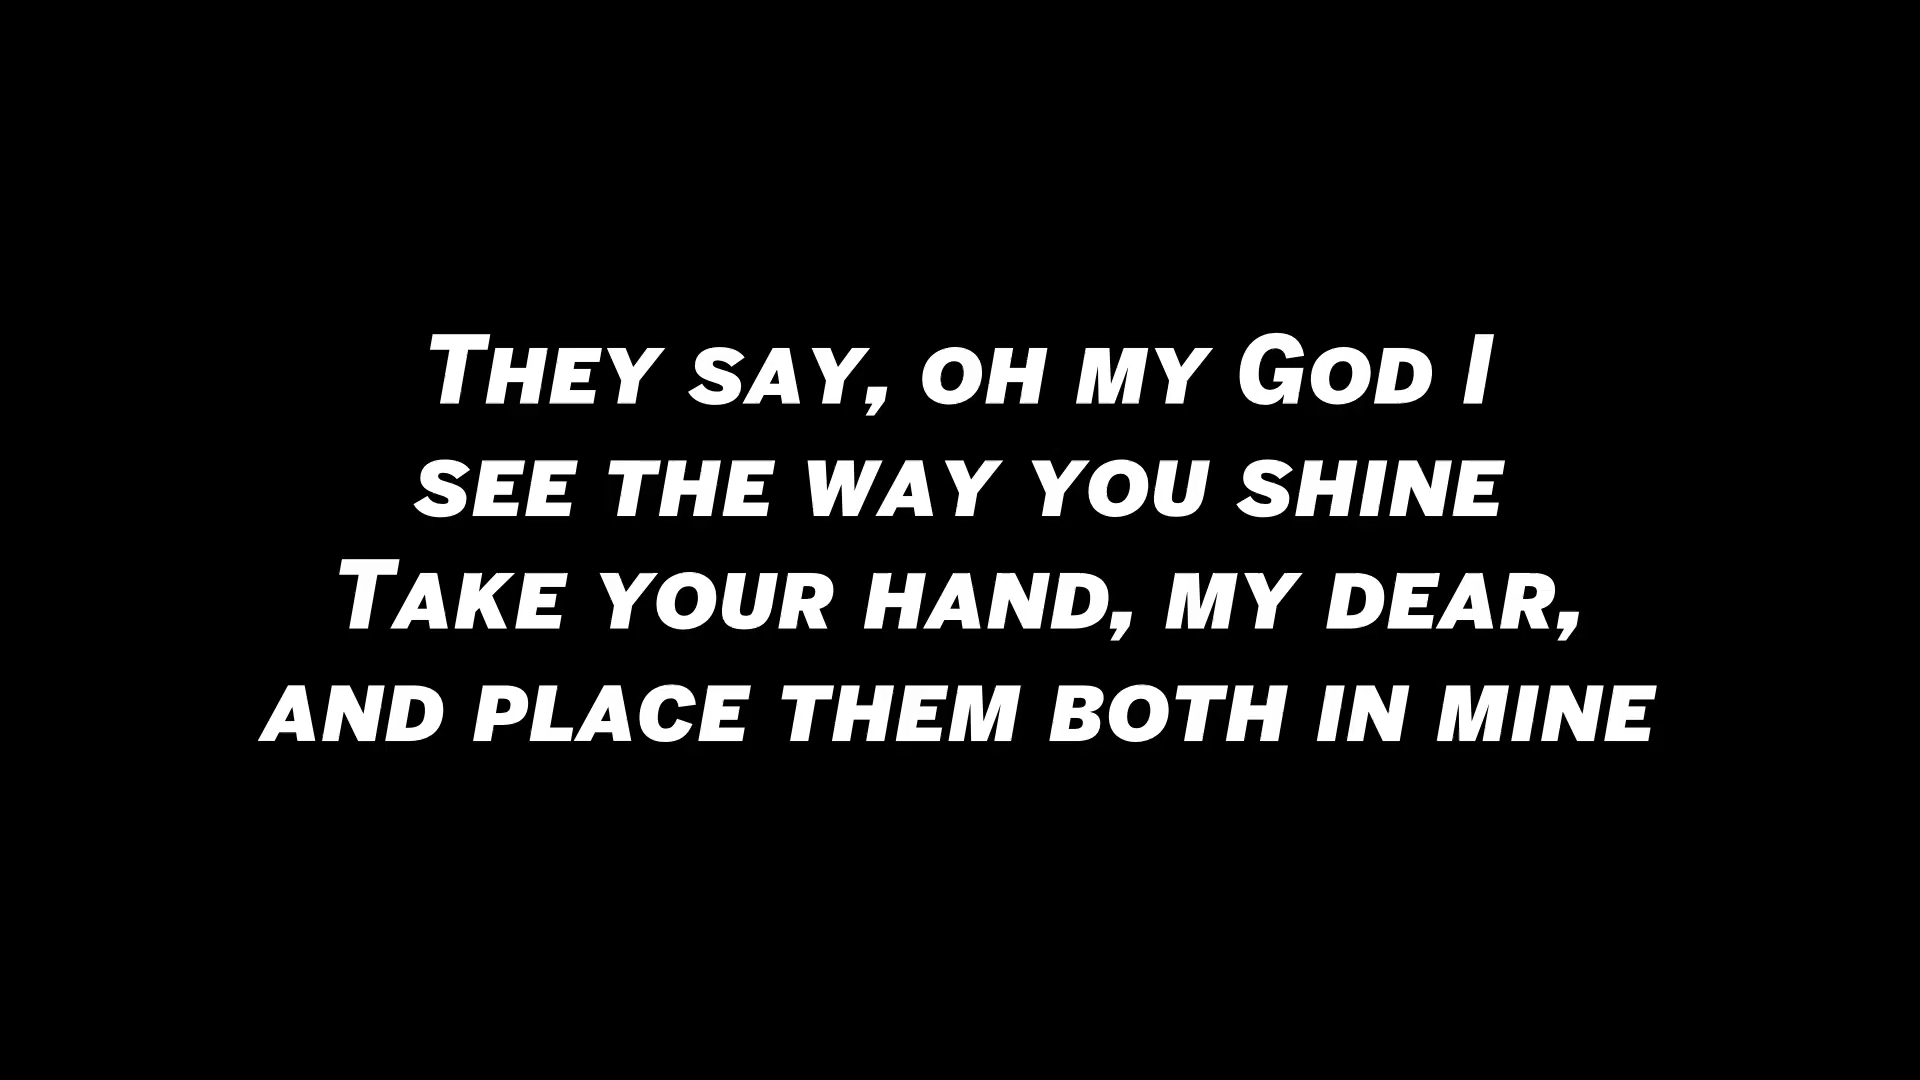 They say, oh my God I
see the way you shine
Take your hand, my dear,
and place them both in mine